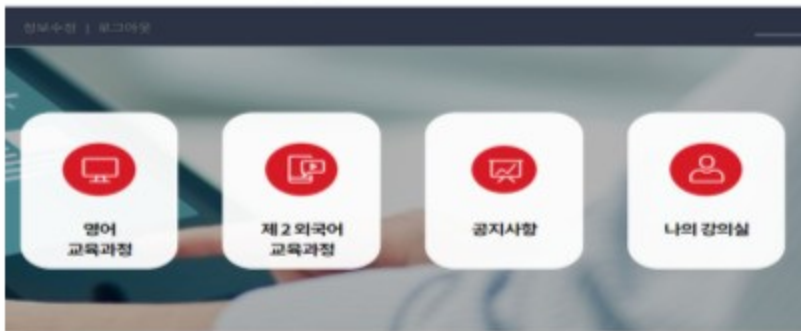 정보수정 | 로그아웃
영어
교육과정
제 2 외국어
교육과정
공지사항
나의 강의실